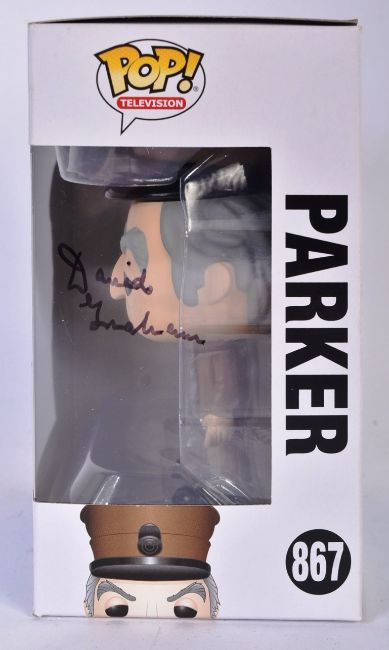 POP!
TELEVISION
David
Graham
PARKER
867